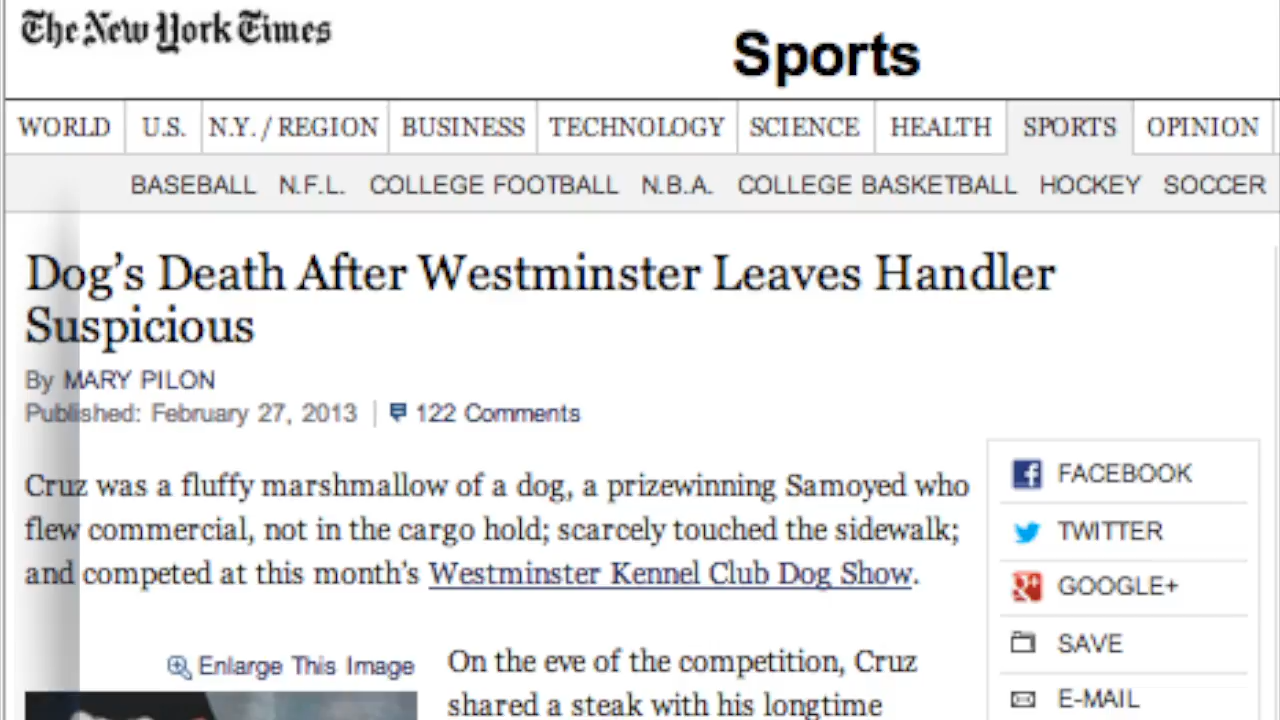 The New York Times
Sports
WORLD U.S. N.Y. / REGION BUSINESS TECHNOLOGY SCIENCE HEALTH SPORTS OPINION
BASEBALL N.F.L. COLLEGE FOOTBALL N.B.A. COLLEGE BASKETBALL HOCKEY SOCCER
Dog’s Death After Westminster Leaves Handler
Suspicious
By MARY PILON
Published: February 27, 2013 | 122 Comments
Cruz was a fluffy marshmallow of a dog, a prizewinning Samoyed who
flew commercial, not in the cargo hold; scarcely touched the sidewalk;
and competed at this month’s Westminster Kennel Club Dog Show.
Enlarge This Image
On the eve of the competition, Cruz
shared a steak with his longtime
FACEBOOK
TWITTER
GOOGLE+
SAVE
E-MAIL